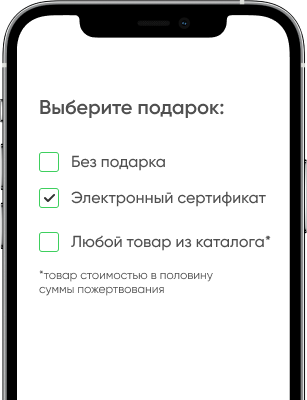 Выберите подарок:
Без подарка
Электронный сертификат
Любой товар из каталога*
*товар стоимостью в половину
суммы пожертвования